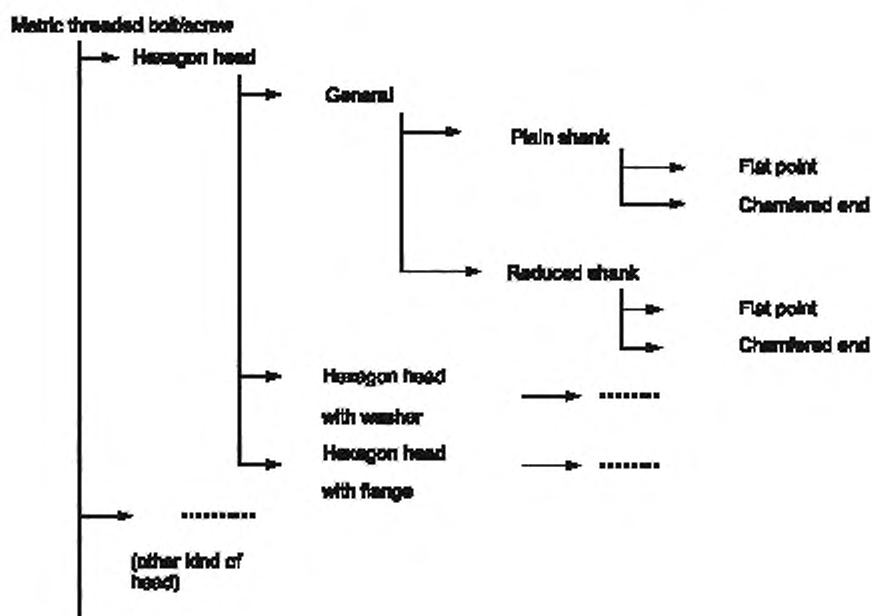 Metric threaded bolt/screw
Hexagon head
General
Plain shank
Flat point
Chamfered end
Reduced shank
Flat point
Chamfered end
Hexagon head
with washer
Hexagon head
with flange
(other kind of
head)